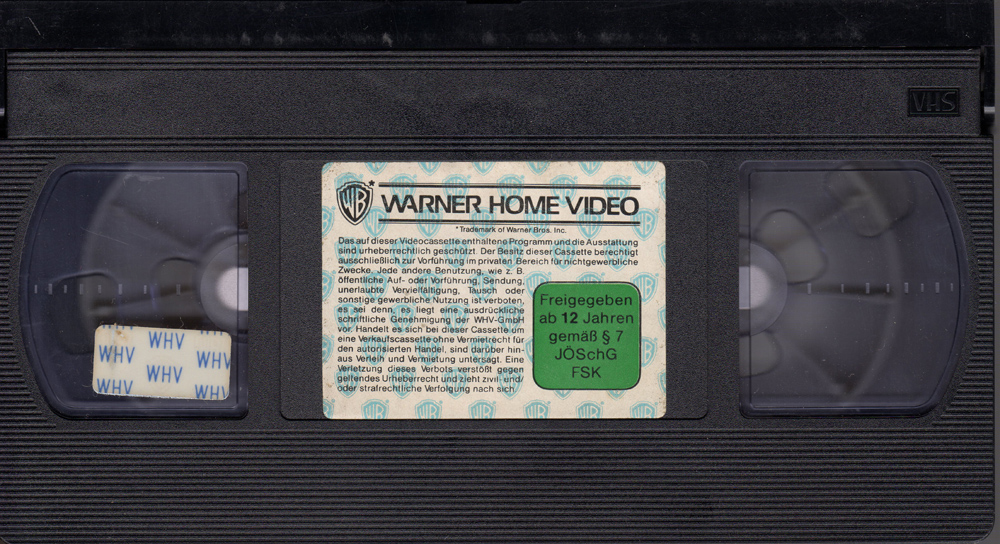 VHS
WB
*
WARNER HOME VIDEO
*Trademark of Warner Bros. Inc.
Das auf dieser Videocassette enthaltene Programm und die Ausstattung
sind urheberrechtlich geschützt. Der Besitz dieser Cassette berechtigt
ausschließlich zur Vorführung im privaten Bereich für nichtgewerbliche
Zwecke. Jede andere Benutzung, wie z. B.
öffentliche Auf- oder Vorführung, Sendung,
unerlaubte Vervielfältigung, Tausch oder
sonstige gewerbliche Nutzung ist verboten,
es sei denn, es liegt eine ausdrückliche
schriftliche Genehmigung der WHV-GmbH
vor. Handelt es sich bei dieser Cassette um
eine Verkaufscassette ohne Vermietrecht für
den autorisierten Handel, sind darüber hin-
aus Verleih und Vermietung untersagt. Eine
Verletzung dieses Verbots verstößt gegen
geltendes Urheberrecht und zieht zivil- und/
oder strafrechtliche Verfolgung nach sich.
Freigegeben
ab 12 Jahren
gemäß § 7
JÖSchG
FSK
WHV
WHV
WHV
WHV
WHV
WHV